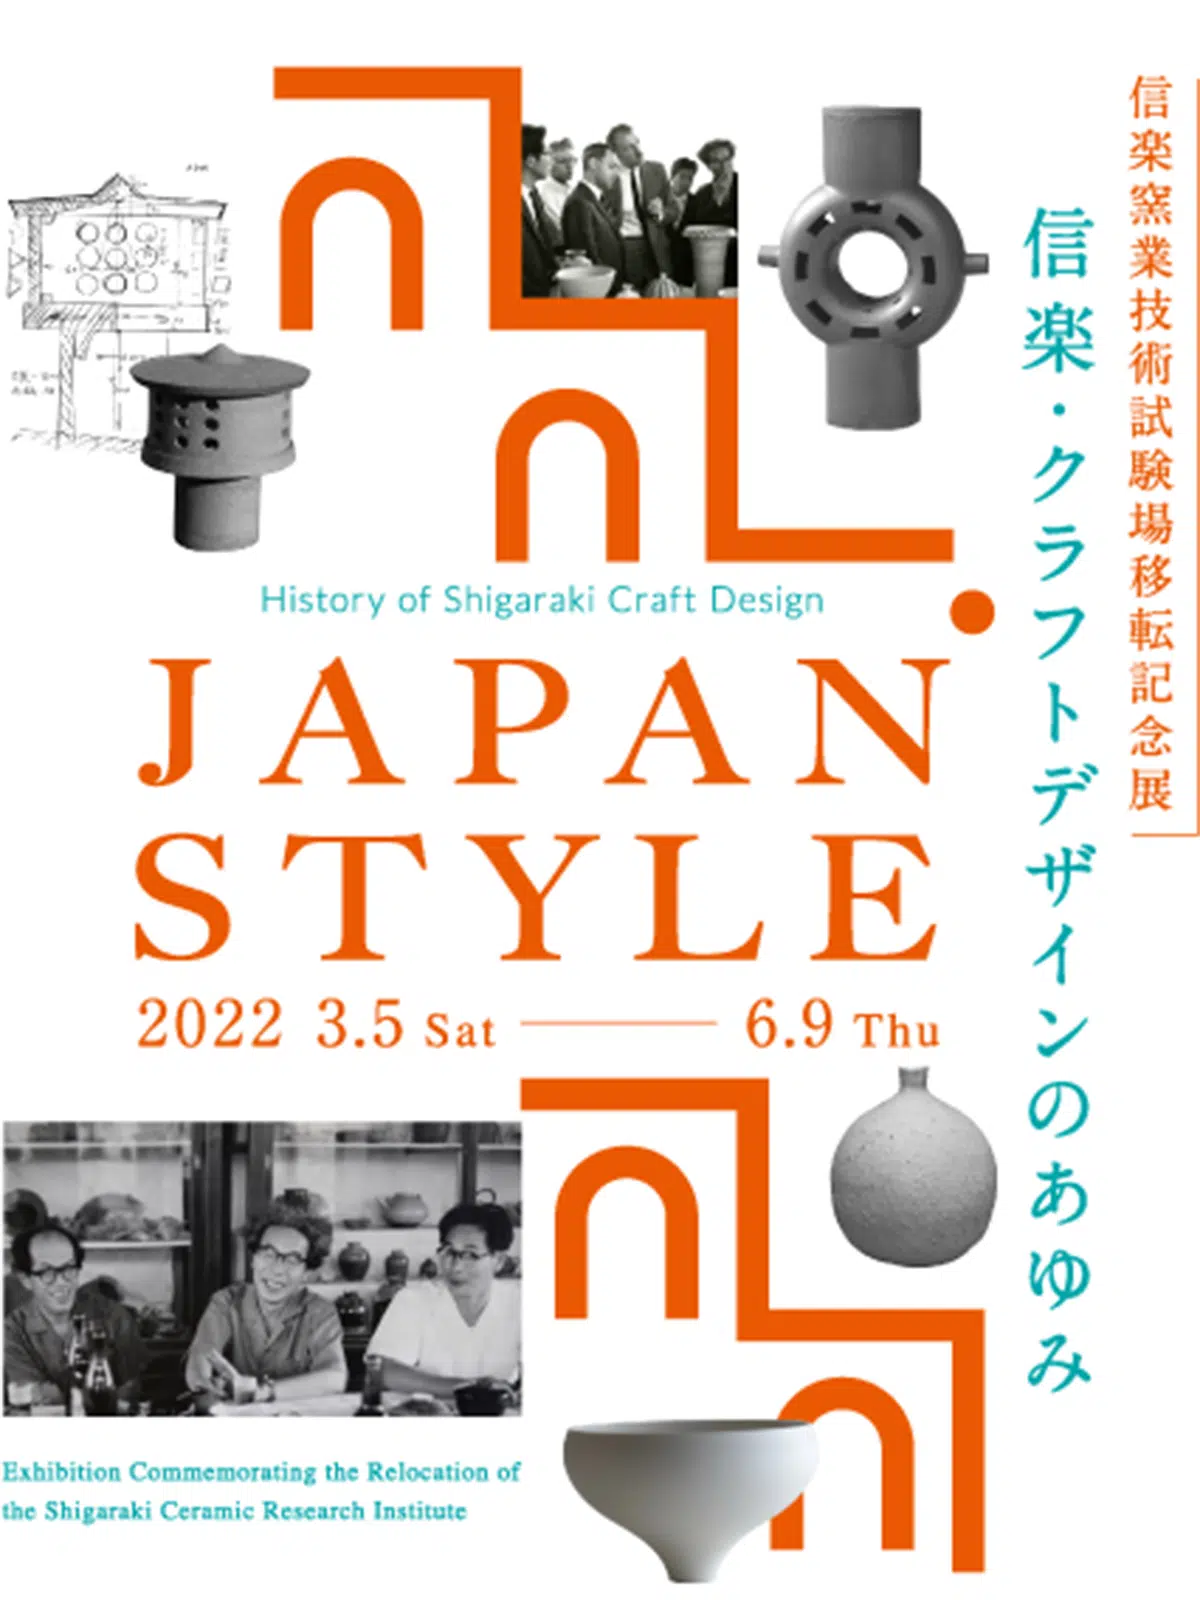 信楽窯業技術試験場移転記念展
信楽・クラフトデザインのあゆみ
History of Shigaraki Craft Design
JAPAN
STYLE
2022 3.5 Sat 6.9 Thu
Exhibition Commemorating the Relocation of
the Shigaraki Ceramic Research Institute